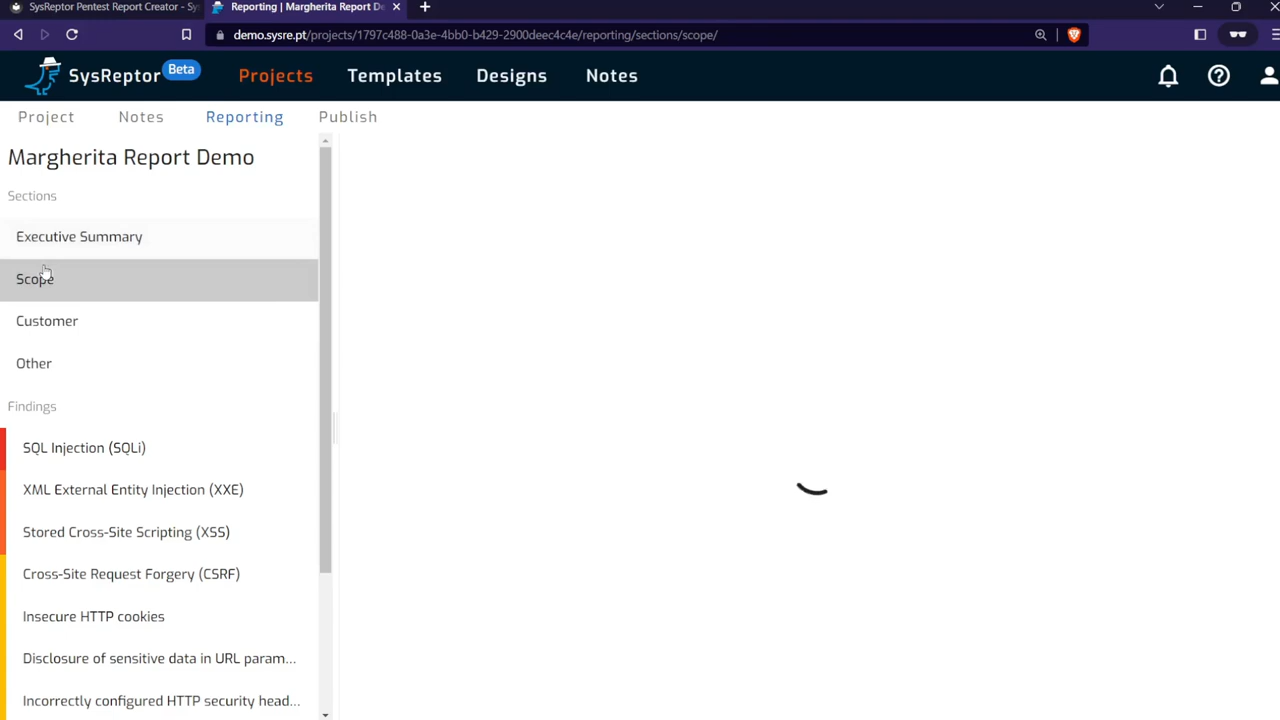 SysReptor Pentest Report Creator - Sy
Reporting | Margherita Report De
demo.sysre.pt/projects/1797c488-0a3e-4bb0-b429-2900deec4c4e/reporting/sections/scope/
SysReptor Beta Projects Templates Designs Notes
Project Notes Reporting Publish
Margherita Report Demo
Sections
Executive Summary
Scope
Customer
Other
Findings
SQL Injection (SQLi)
XML External Entity Injection (XXE)
Stored Cross-Site Scripting (XSS)
Cross-Site Request Forgery (CSRF)
Insecure HTTP cookies
Disclosure of sensitive data in URL param...
Incorrectly configured HTTP security head...